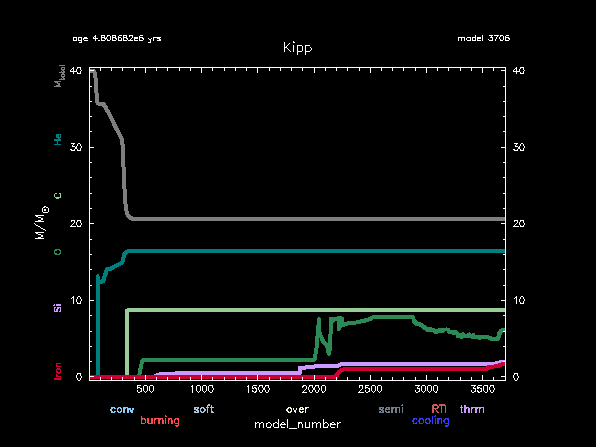 age 4.808682e6 yrs
model 3706
Kipp
M_total
He
C
O
Si
Iron
M/M⊙
40
30
20
10
0
40
30
20
10
0
500 1000 1500 2000 2500 3000 3500
conv soft over semi RTI thrm
burning cooling
model_number